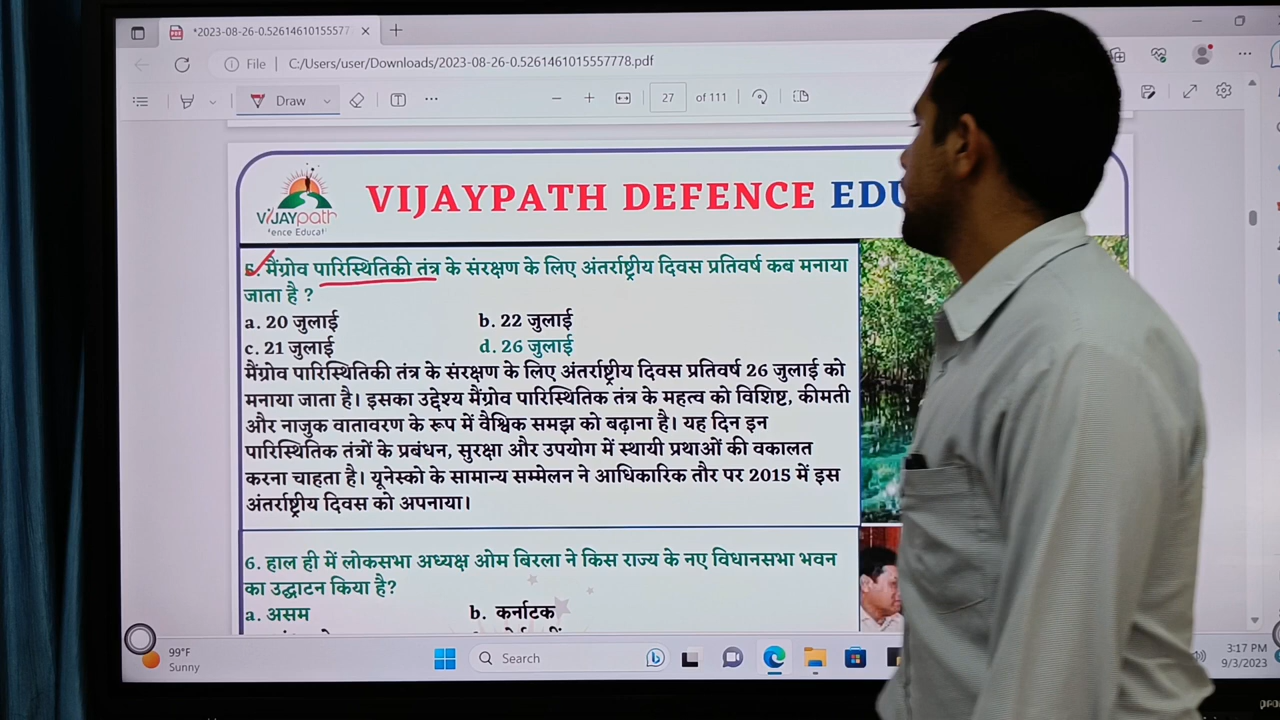 *2023-08-26-0.52614610155577
File C:/Users/user/Downloads/2023-08-26-0.5261461015557778.pdf
Draw 27 of 111
VIJAYPATH DEFENCE EDU
VIJAYpath
ence Educati
5. मैंग्रोव पारिस्थितिकी तंत्र के संरक्षण के लिए अंतर्राष्ट्रीय दिवस प्रतिवर्ष कब मनाया
जाता है ?
a. 20 जुलाई b. 22 जुलाई
c. 21 जुलाई d. 26 जुलाई
मैंग्रोव पारिस्थितिकी तंत्र के संरक्षण के लिए अंतर्राष्ट्रीय दिवस प्रतिवर्ष 26 जुलाई को
मनाया जाता है। इसका उद्देश्य मैंग्रोव पारिस्थितिक तंत्र के महत्व को विशिष्ट, कीमती
और नाजुक वातावरण के रूप में वैश्विक समझ को बढ़ाना है। यह दिन इन
पारिस्थितिक तंत्रों के प्रबंधन, सुरक्षा और उपयोग में स्थायी प्रथाओं की वकालत
करना चाहता है। यूनेस्को के सामान्य सम्मेलन ने आधिकारिक तौर पर 2015 में इस
अंतर्राष्ट्रीय दिवस को अपनाया।
6. हाल ही में लोकसभा अध्यक्ष ओम बिरला ने किस राज्य के नए विधानसभा भवन
का उद्घाटन किया है?
a. असम b. कर्नाटक
99°F
Sunny
Search
3:17 PM
9/3/2023